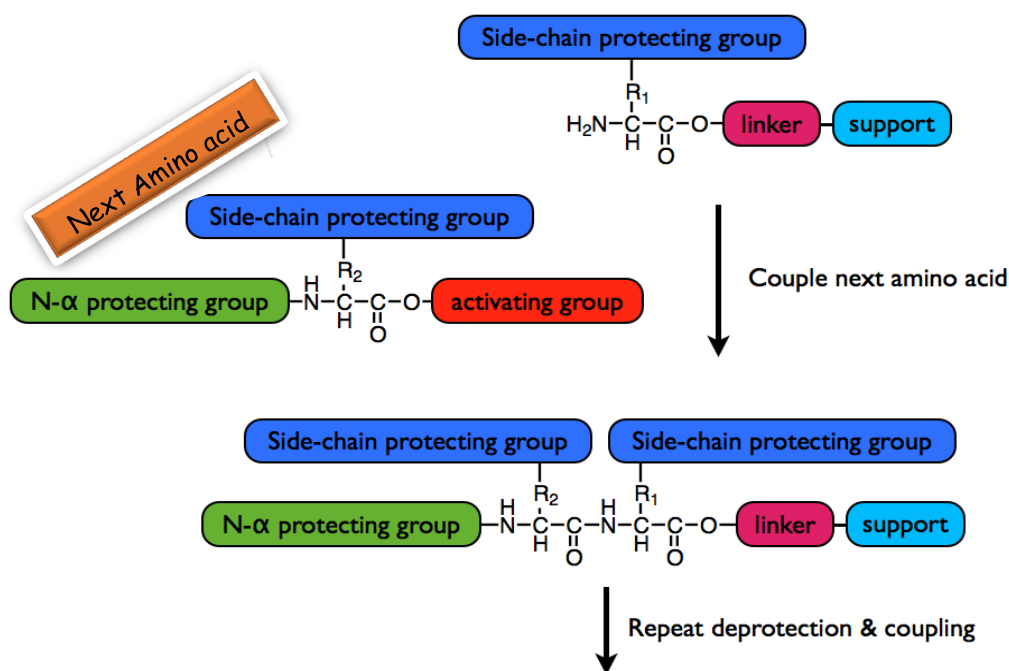 Side-chain protecting group
R1
H2N–C–C–O– linker support
H O
Next Amino acid
Side-chain protecting group
Couple next amino acid
R2
N-α protecting group H N–C–C–O– activating group
H O
Side-chain protecting group Side-chain protecting group
R2 R1
N-α protecting group H N–C–C–H N–C–C–O– linker support
H O H O
Repeat deprotection & coupling